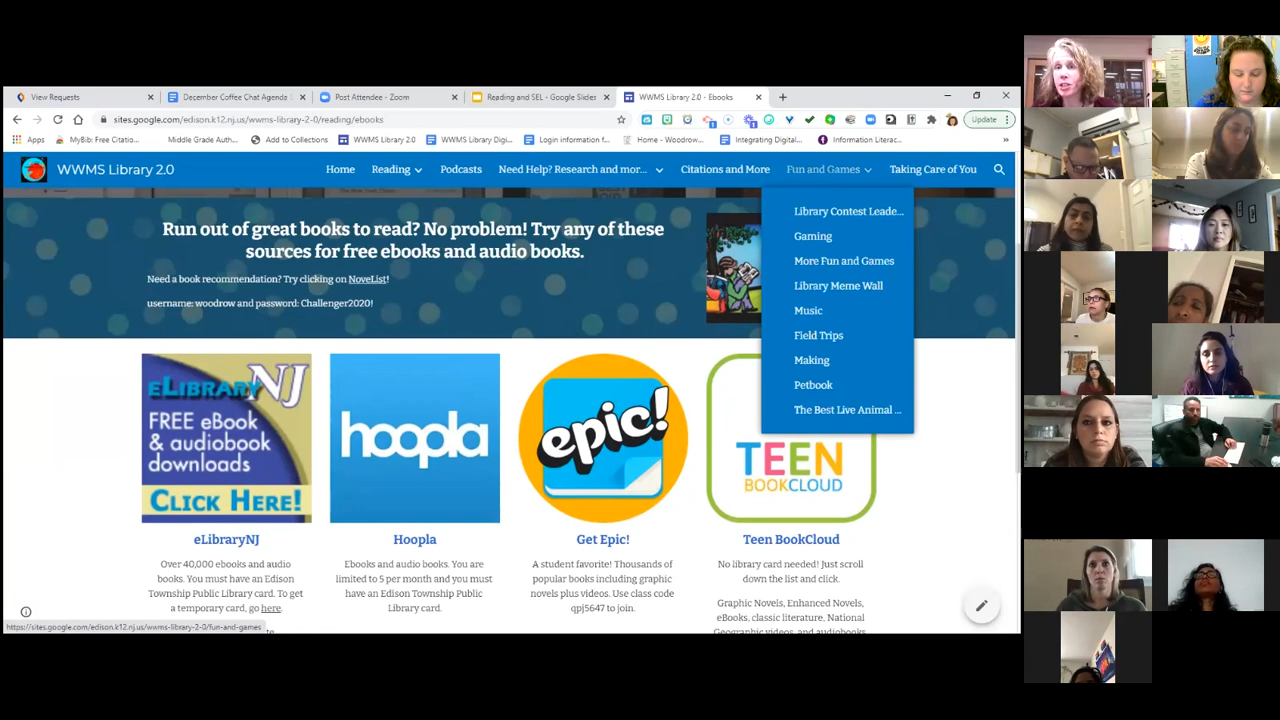 View Requests
December Coffee Chat Agenda
Post Attendee - Zoom
Reading and SEL - Google Slides
WWMS Library 2.0 - Ebooks
sites.google.com/edison.k12.nj.us/wwms-library-2-0/reading/ebooks
Update
Apps
MyBib: Free Citatio...
Middle Grade Auth...
Add to Collections
WWMS Library 2.0
WWMS Library Digi...
Login information f...
Home - Woodrow...
Integrating Digital...
Information Literac...
WWMS Library 2.0
Home
Reading
Podcasts
Need Help? Research and mor...
Citations and More
Fun and Games
Taking Care of You
Library Contest Leade...
Gaming
More Fun and Games
Library Meme Wall
Music
Field Trips
Making
Petbook
The Best Live Animal ...
Run out of great books to read? No problem! Try any of these
sources for free ebooks and audio books.
Need a book recommendation? Try clicking on NoveList!
username: woodrow and password: Challenger2020!
eLIBRARYNJ
FREE eBook
& audiobook
downloads
CLICK HERE!
hoopla
epic!
TEEN
BOOKCLOUD
eLibraryNJ
Over 40,000 ebooks and audio
books. You must have an Edison
Township Public Library card. To get
a temporary card, go here.
Hoopla
Ebooks and audio books. You are
limited to 5 per month and you must
have an Edison Township Public
Library card.
Get Epic!
A student favorite! Thousands of
popular books including graphic
novels plus videos. Use class code
qpj5647 to join.
Teen BookCloud
No library card needed! Just scroll
down the list and click.
Graphic Novels, Enhanced Novels,
eBooks, classic literature, National
Geographic videos, and audiobooks
https://sites.google.com/edison.k12.nj.us/wwms-library-2-0/fun-and-games